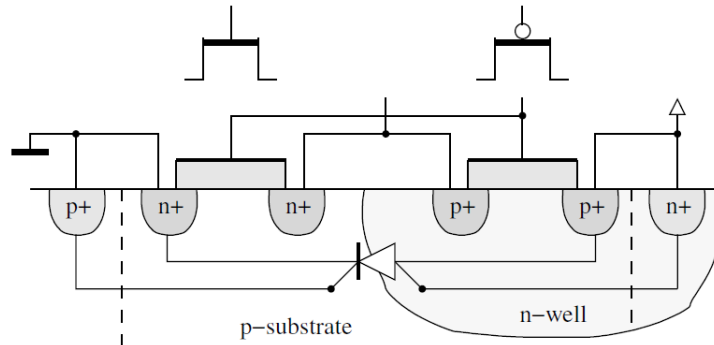 p+ n+ n+ p+ p+ n+
n−well
p−substrate